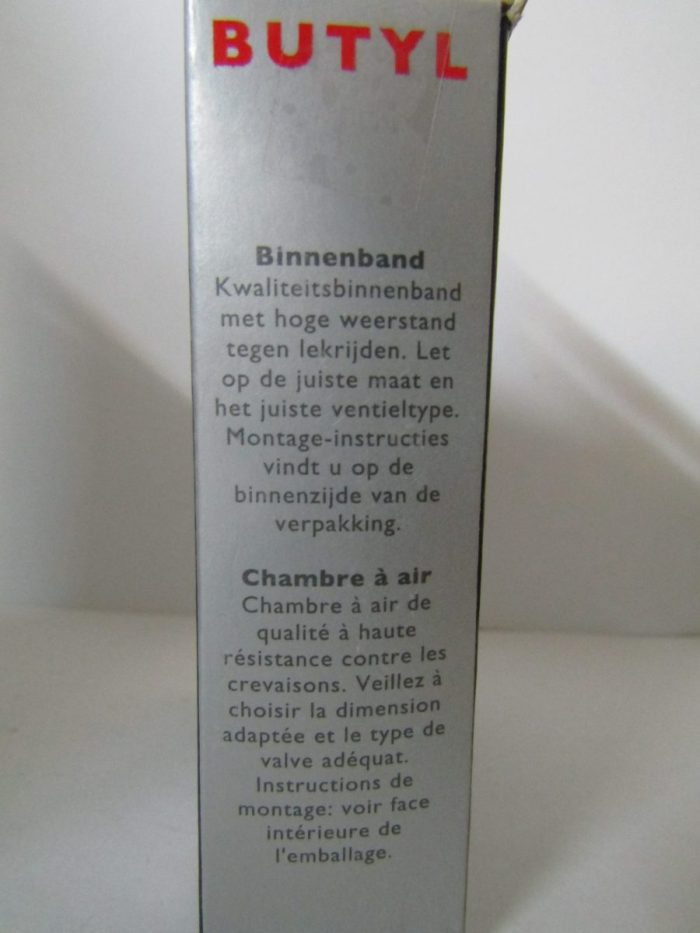 BUTYL
Binnenband
Kwaliteitsbinnenband
met hoge weerstand
tegen lekrijden. Let
op de juiste maat en
het juiste ventieltype.
Montage-instructies
vindt u op de
binnenzijde van de
verpakking.
Chambre à air
Chambre à air de
qualité à haute
résistance contre les
crevaisons. Veillez à
choisir la dimension
adaptée et le type de
valve adéquat.
Instructions de
montage: voir face
intérieure de
l'emballage.